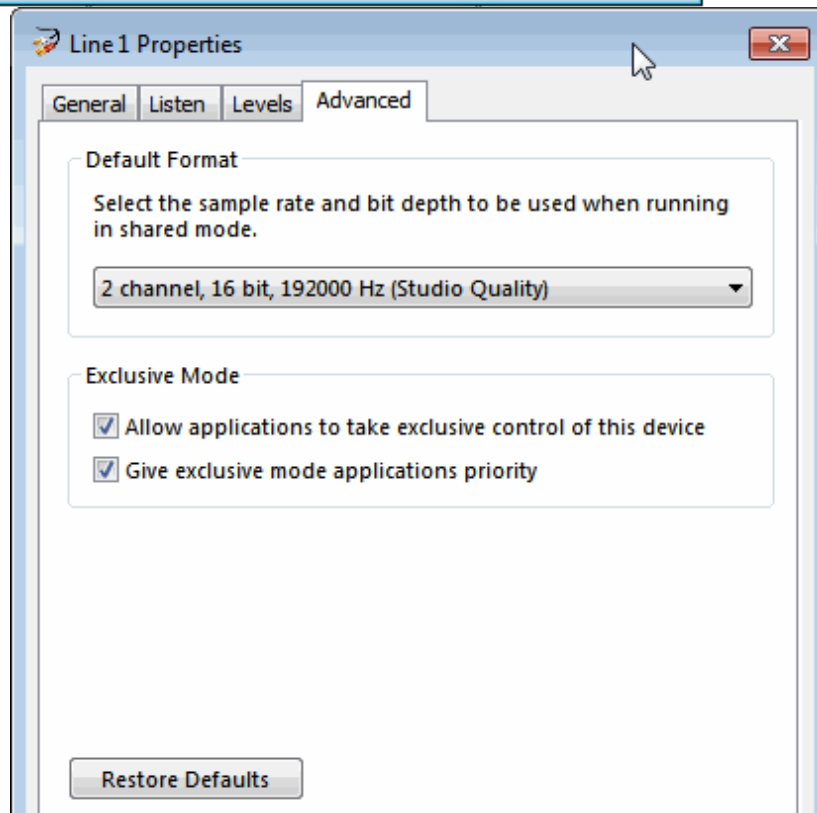 Line 1 Properties
General Listen Levels Advanced
Default Format
Select the sample rate and bit depth to be used when running
in shared mode.
2 channel, 16 bit, 192000 Hz (Studio Quality)
Exclusive Mode
Allow applications to take exclusive control of this device
Give exclusive mode applications priority
Restore Defaults